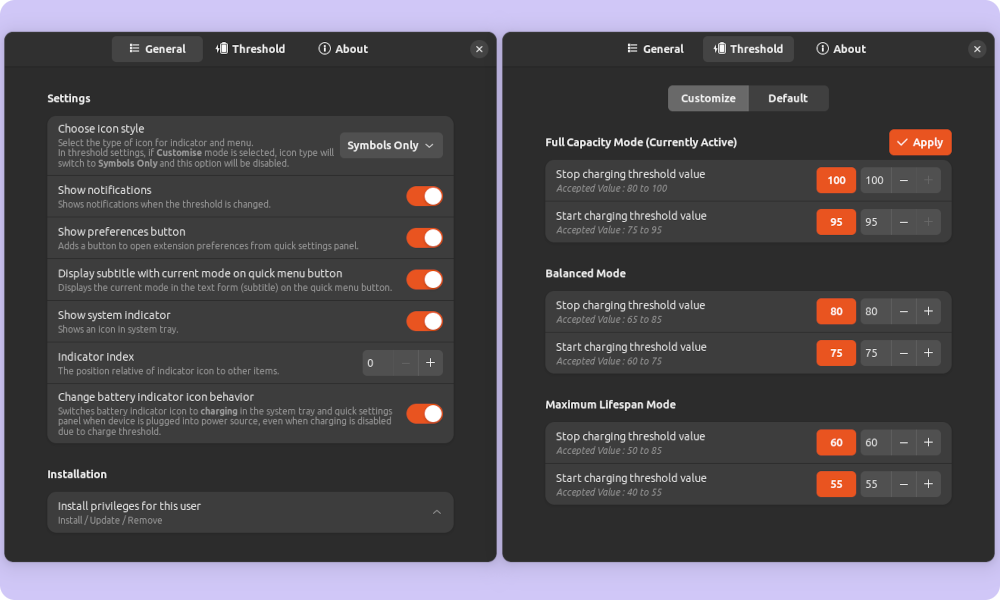 General
Threshold
About
Settings
Choose Icon style
Select the type of icon for indicator and menu.
In threshold settings, if Customise mode is selected, icon type will
switch to Symbols Only and this option will be disabled.
Symbols Only
Show notifications
Shows notifications when the threshold is changed.
Show preferences button
Adds a button to open extension preferences from quick settings panel.
Display subtitle with current mode on quick menu button
Displays the current mode in the text form (subtitle) on the quick menu button.
Show system indicator
Shows an icon in system tray.
Indicator Index
The position relative of indicator icon to other items.
0
Change battery indicator icon behavior
Switches battery indicator icon to charging in the system tray and quick settings
panel when device is plugged into power source, even when charging is disabled
due to charge threshold.
Installation
Install privileges for this user
Install / Update / Remove
General
Threshold
About
Customize
Default
Full Capacity Mode (Currently Active)
Apply
Stop charging threshold value
Accepted Value : 80 to 100
100
100
Start charging threshold value
Accepted Value : 75 to 95
95
95
Balanced Mode
Stop charging threshold value
Accepted Value : 65 to 85
80
80
Start charging threshold value
Accepted Value : 60 to 75
75
75
Maximum Lifespan Mode
Stop charging threshold value
Accepted Value : 50 to 85
60
60
Start charging threshold value
Accepted Value : 40 to 55
55
55